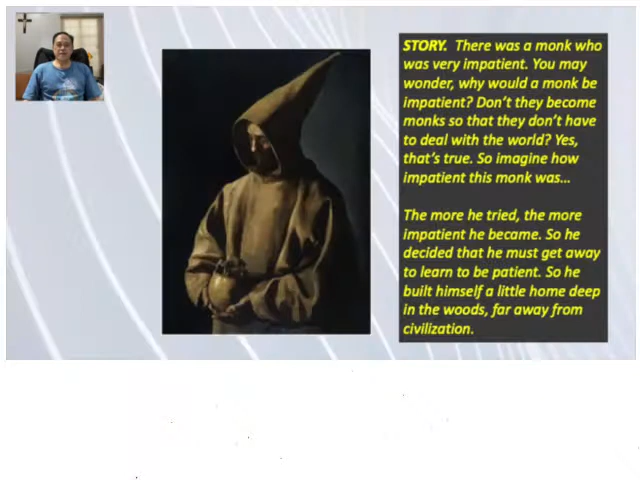 STORY. There was a monk who
was very impatient. You may
wonder, why would a monk be
impatient? Don't they become
monks so that they don't have
to deal with the world? Yes,
that's true. So imagine how
impatient this monk was...
The more he tried, the more
impatient he became. So he
decided that he must get away
to learn to be patient. So he
built himself a little home deep
in the woods, far away from
civilization.